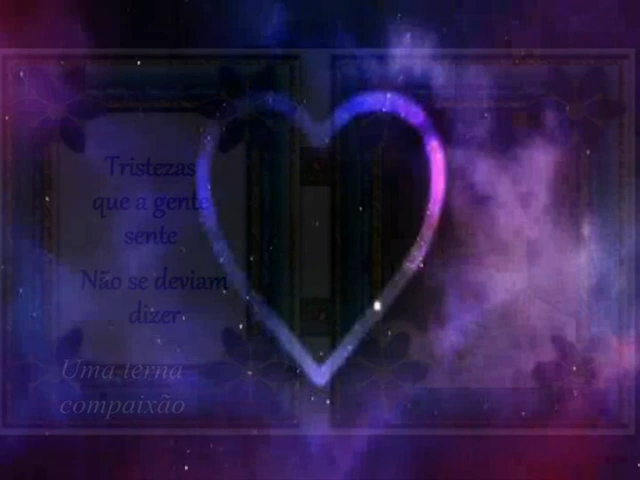 Tristezas
que a gente
sente
Não se deviam
dizer
Uma terna
compaixão